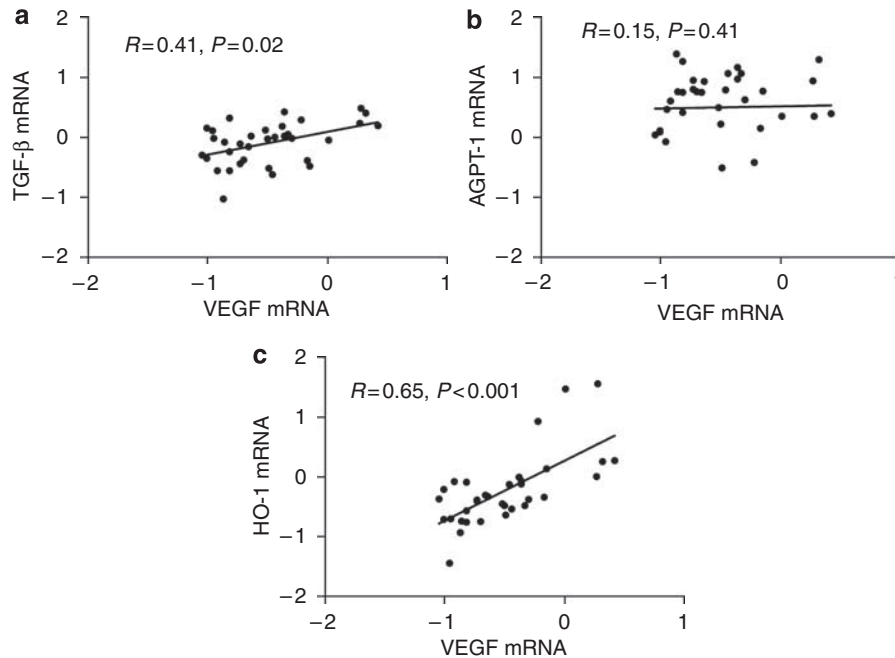 a
R=0.41, P=0.02
TGF-β mRNA
2
1
0
−1
−2
−2 −1 0 1
VEGF mRNA
b
R=0.15, P=0.41
AGPT-1 mRNA
2
1
0
−1
−2
−2 −1 0
VEGF mRNA
c
R=0.65, P<0.001
HO-1 mRNA
2
1
0
−1
−2
−2 −1 0 1
VEGF mRNA